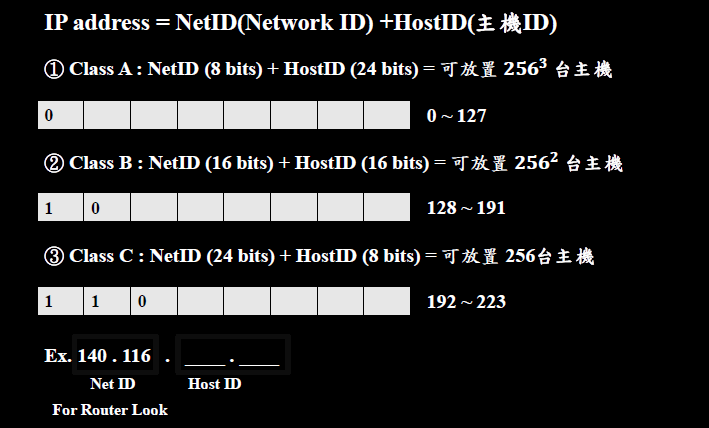 IP address = NetID(Network ID) +HostID(主機ID)
① Class A : NetID (8 bits) + HostID (24 bits) = 可放置 256³ 台主機
0 0 ~ 127
② Class B : NetID (16 bits) + HostID (16 bits) = 可放置 256² 台主機
1 0 128 ~ 191
③ Class C : NetID (24 bits) + HostID (8 bits) = 可放置 256台主機
1 1 0 192 ~ 223
Ex. 140 . 116 . ____ . ____
Net ID Host ID
For Router Look